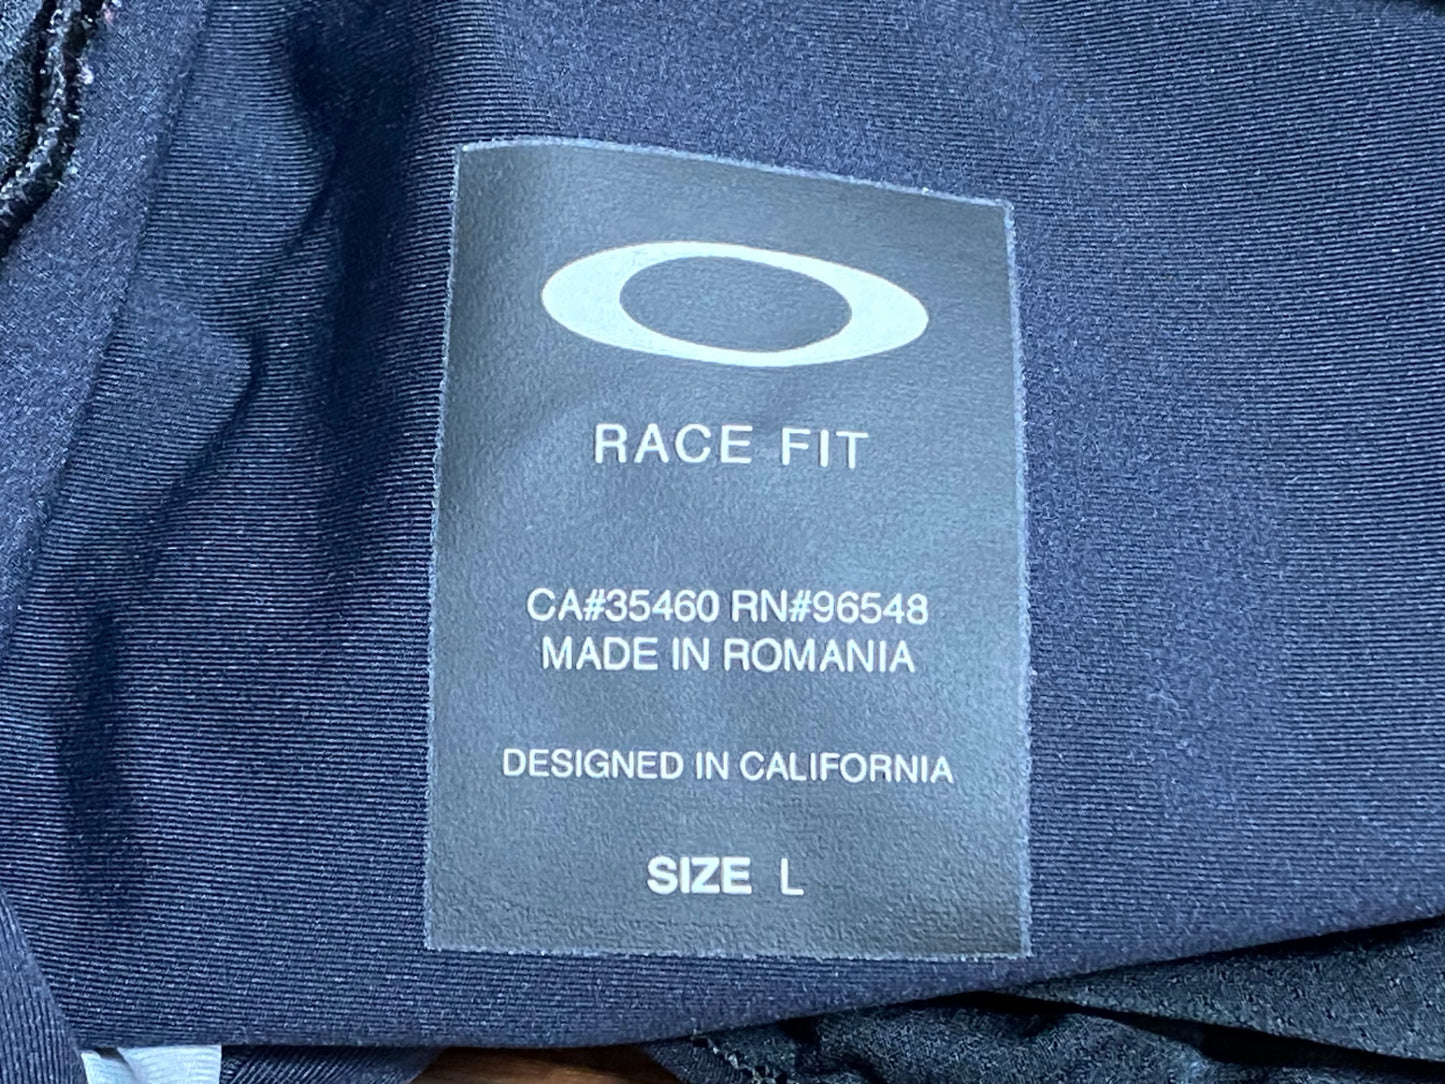 RACE FIT
CA#35460 RN#96548
MADE IN ROMANIA
DESIGNED IN CALIFORNIA
SIZE L